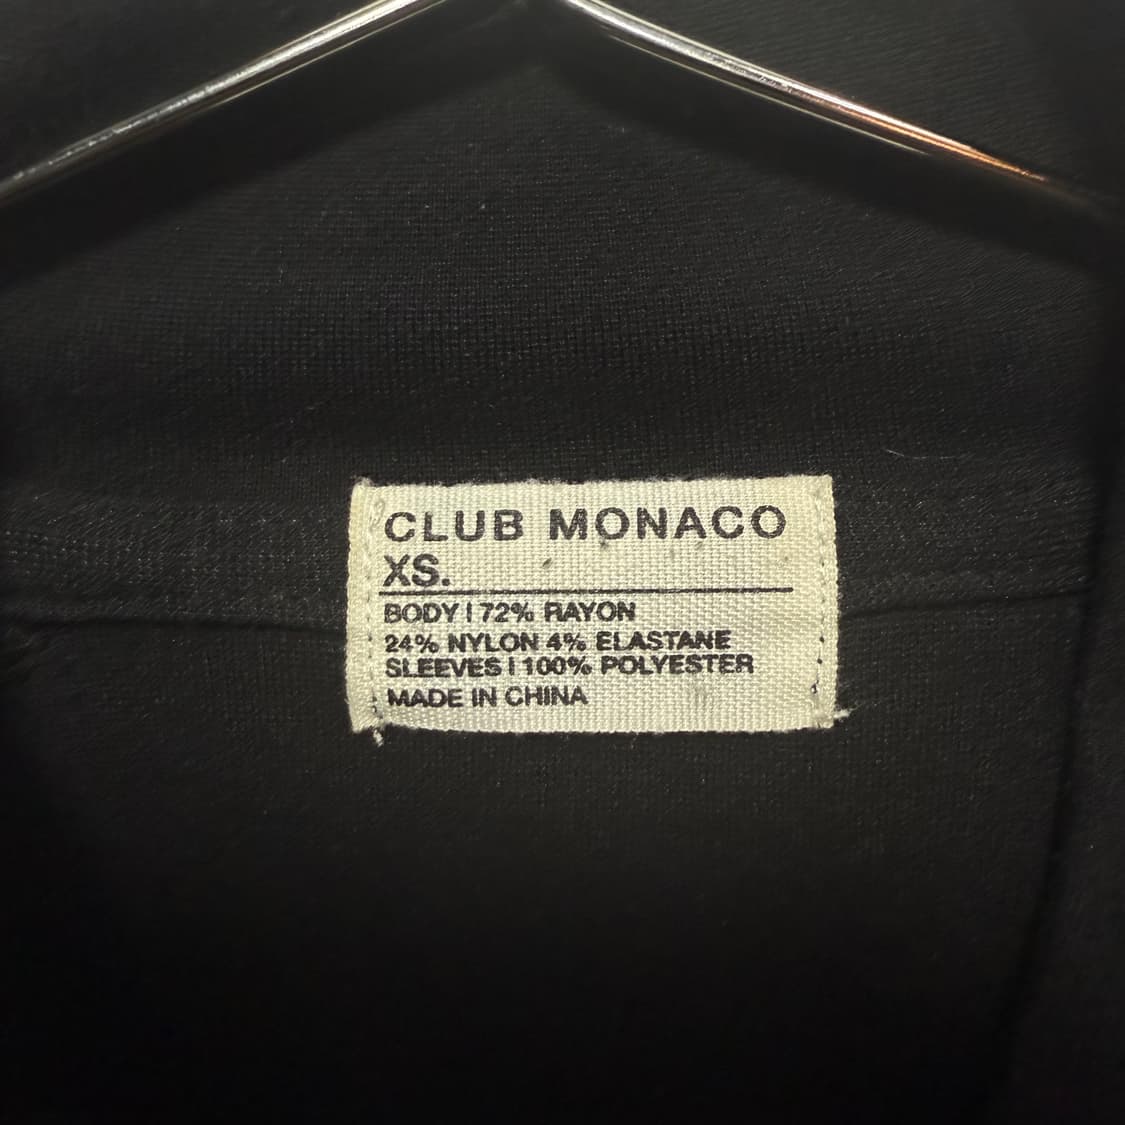 CLUB MONACO
XS.
BODY | 72% RAYON
24% NYLON 4% ELASTANE
SLEEVES | 100% POLYESTER
MADE IN CHINA